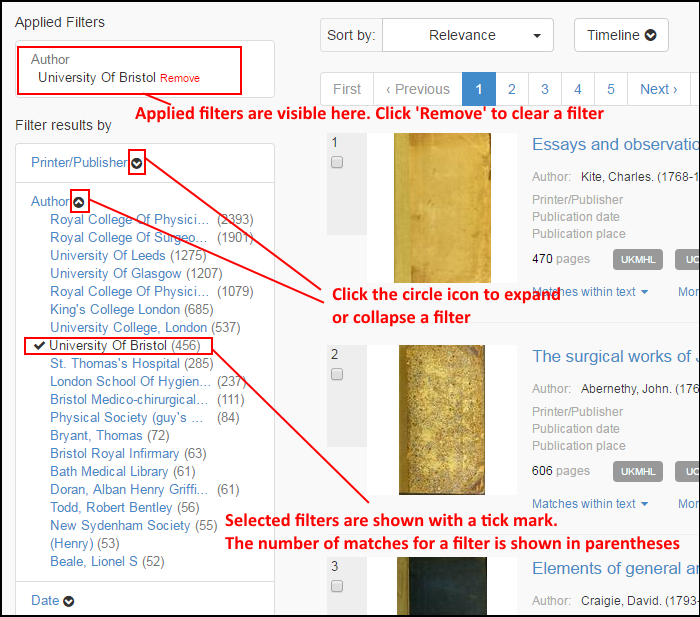 Applied Filters
Author
University Of Bristol Remove
Applied filters are visible here. Click 'Remove' to clear a filter
Filter results by
Printer/Publisher
Author
Royal College Of Physici... (2393)
Royal College Of Surgeo... (1901)
University Of Leeds (1275)
University Of Glasgow (1207)
Royal College Of Physici... (1079)
King's College London (685)
University College, London (537)
University Of Bristol (456)
St. Thomas's Hospital (285)
London School Of Hygien... (237)
Bristol Medico-chirurgical... (111)
Physical Society (guy's ... (84)
Bryant, Thomas (72)
Bristol Royal Infirmary (63)
Bath Medical Library (61)
Doran, Alban Henry Griffi... (61)
Todd, Robert Bentley (56)
New Sydenham Society (55)
(Henry) (53)
Beale, Lionel S (52)
Date
Click the circle icon to expand
or collapse a filter
Selected filters are shown with a tick mark.
The number of matches for a filter is shown in parentheses
Sort by: Relevance Timeline
First ‹ Previous 1 2 3 4 5 Next ›
1
Essays and observatio
Author: Kite, Charles. (1768-1
Printer/Publisher
Publication date
Publication place
470 pages UKMHL UC
Matches within text Mor
2
The surgical works of J
Author: Abernethy, John. (176
Printer/Publisher
Publication date
Publication place
606 pages UKMHL UC
Matches within text Mor
3
Elements of general an
Author: Craigie, David. (1793-